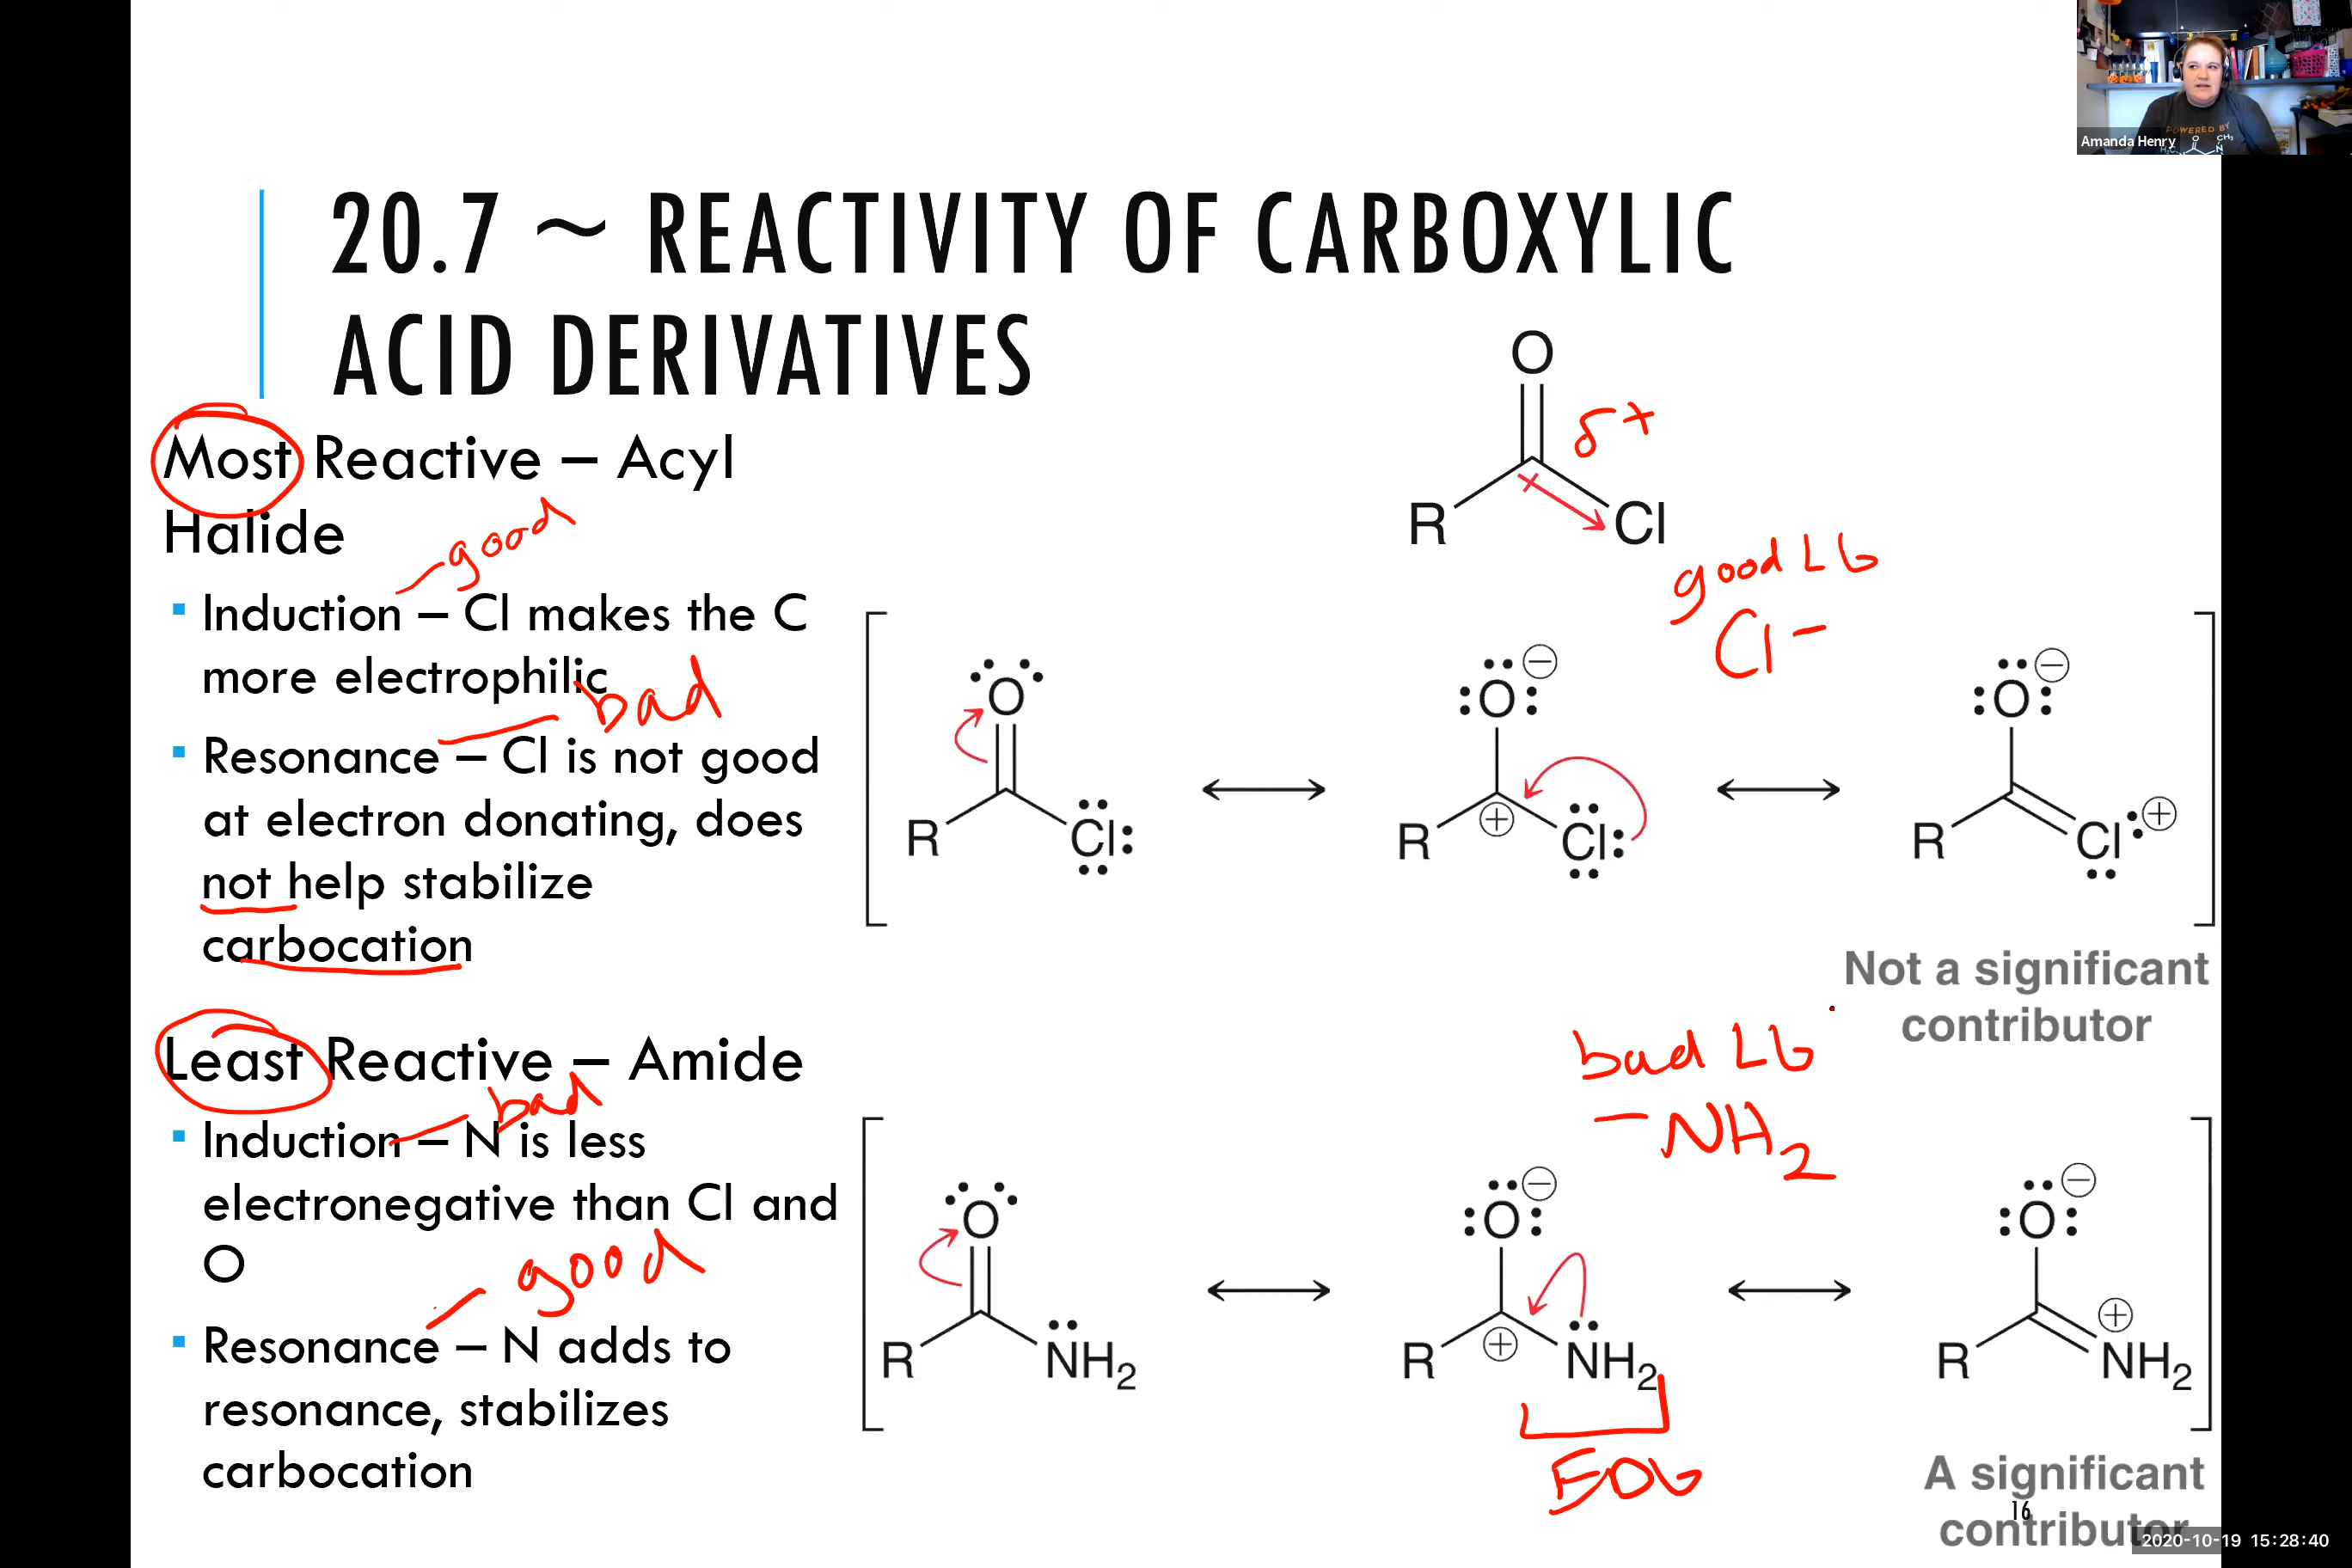 Amanda Henry
POWERED BY
20.7 ~ REACTIVITY OF CARBOXYLIC
ACID DERIVATIVES
Most Reactive – Acyl
Halide
good
Induction – Cl makes the C
more electrophilic
bad
Resonance – Cl is not good
at electron donating, does
not help stabilize
carbocation
Least Reactive – Amide
bad
Induction – N is less
electronegative than Cl and
O
good
Resonance – N adds to
resonance, stabilizes
carbocation
O
δ+
R Cl
good LG
Cl –
O O O
R Cl R Cl R Cl
Not a significant
contributor
bad LG
–NH2
O O O
R NH2 R NH2 R NH2
EDG
A significant
contributor
16
2020-10-19 15:28:40